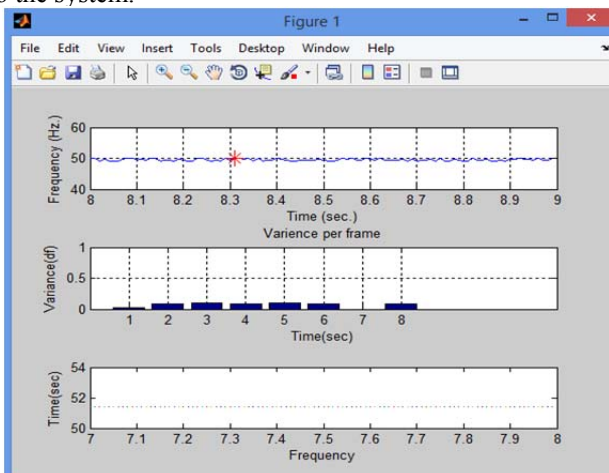 o the system.
Figure 1
File Edit View Insert Tools Desktop Window Help
Frequency (Hz.)
60
50
40
8 8.1 8.2 8.3 8.4 8.5 8.6 8.7 8.8 8.9 9
Time (sec.)
Varience per frame
Variance(df)
1
0.5
0
1 2 3 4 5 6 7 8
Time(sec)
Time(sec)
54
52
50
7 7.1 7.2 7.3 7.4 7.5 7.6 7.7 7.8 7.9 8
Frequency